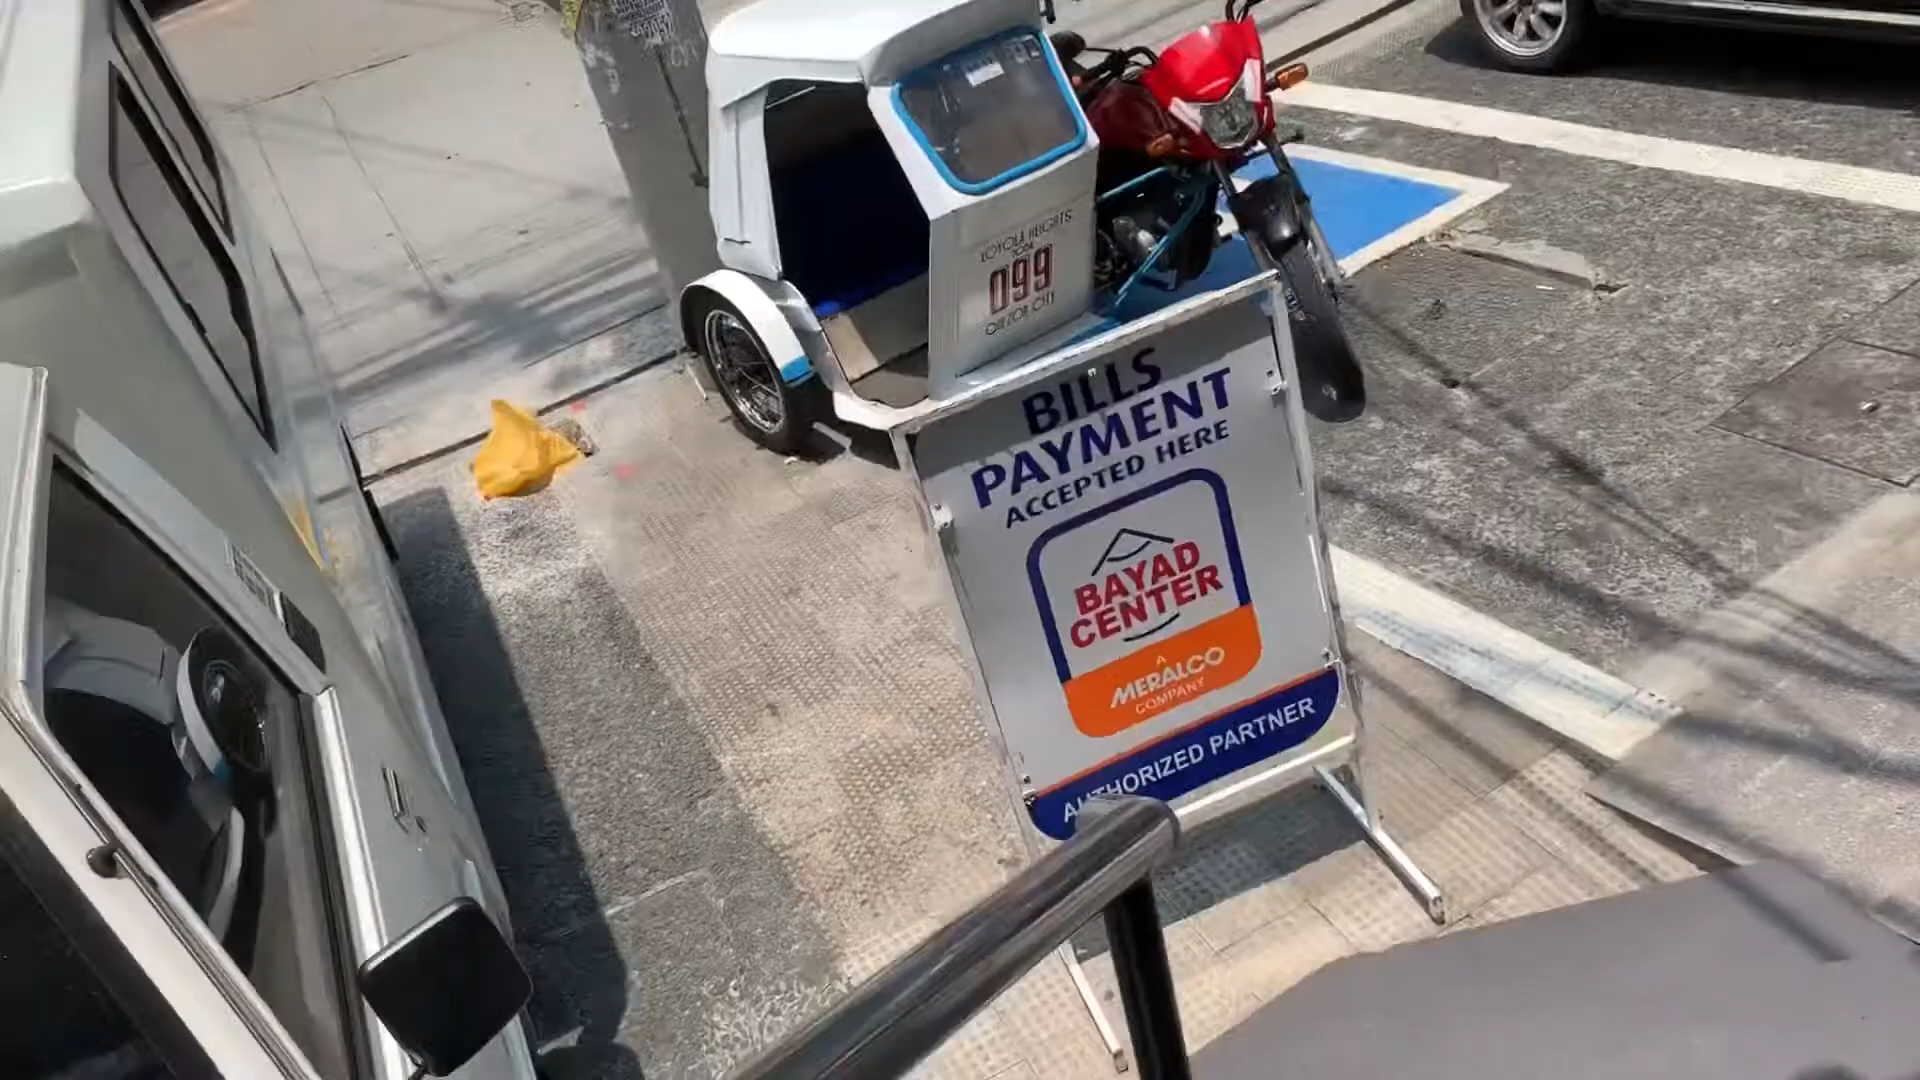 LOYOLA HEIGHTS
TODA
099
QUEZON CITY
BILLS
PAYMENT
ACCEPTED HERE
BAYAD
CENTER
A
MERALCO
COMPANY
AUTHORIZED PARTNER